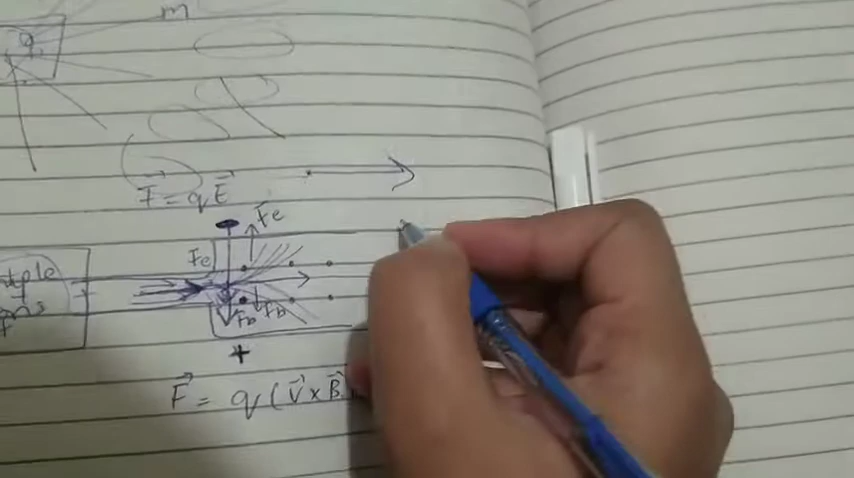 m
q
F = qE
Fe
Fe
Fb Fb
+
F = q(V×B